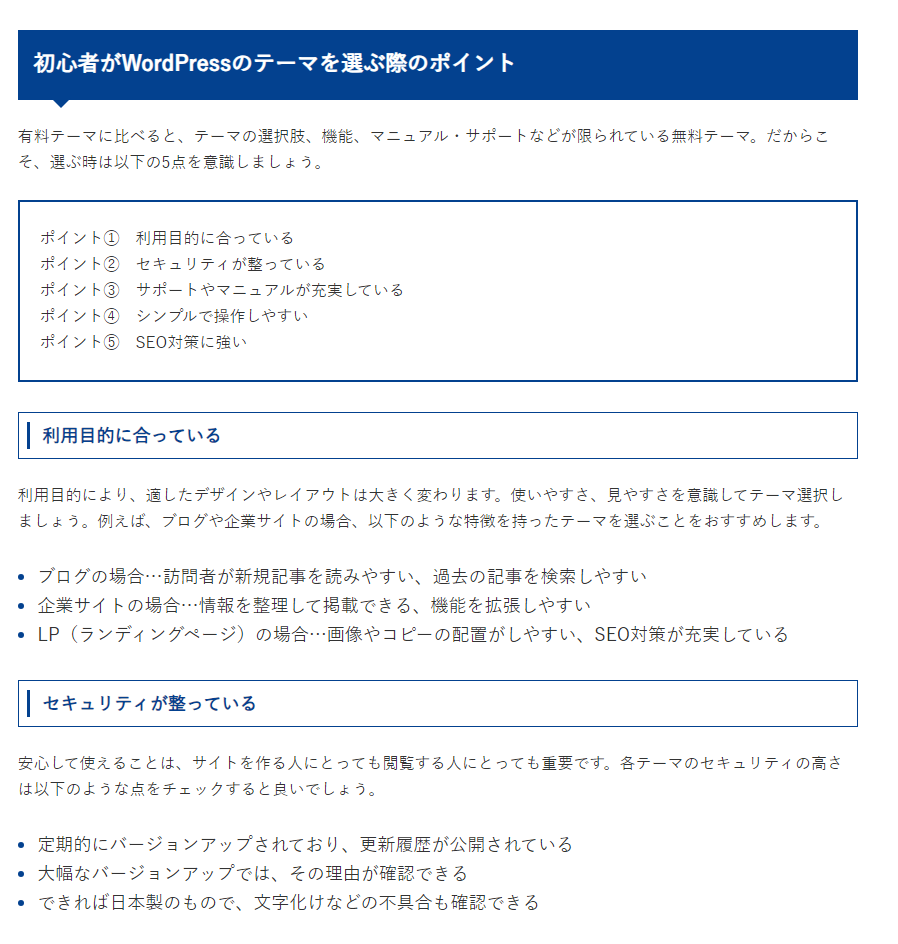 初心者がWordPressのテーマを選ぶ際のポイント
有料テーマに比べると、テーマの選択肢、機能、マニュアル・サポートなどが限られている無料テーマ。だからこ
そ、選ぶ時は以下の5点を意識しましょう。
ポイント①　利用目的に合っている
ポイント②　セキュリティが整っている
ポイント③　サポートやマニュアルが充実している
ポイント④　シンプルで操作しやすい
ポイント⑤　SEO対策に強い
利用目的に合っている
利用目的により、適したデザインやレイアウトは大きく変わります。使いやすさ、見やすさを意識してテーマ選択し
ましょう。例えば、ブログや企業サイトの場合、以下のような特徴を持ったテーマを選ぶことをおすすめします。
• ブログの場合…訪問者が新規記事を読みやすい、過去の記事を検索しやすい
• 企業サイトの場合…情報を整理して掲載できる、機能を拡張しやすい
• LP（ランディングページ）の場合…画像やコピーの配置がしやすい、SEO対策が充実している
セキュリティが整っている
安心して使えることは、サイトを作る人にとっても閲覧する人にとっても重要です。各テーマのセキュリティの高さ
は以下のような点をチェックすると良いでしょう。
• 定期的にバージョンアップされており、更新履歴が公開されている
• 大幅なバージョンアップでは、その理由が確認できる
• できれば日本製のもので、文字化けなどの不具合も確認できる